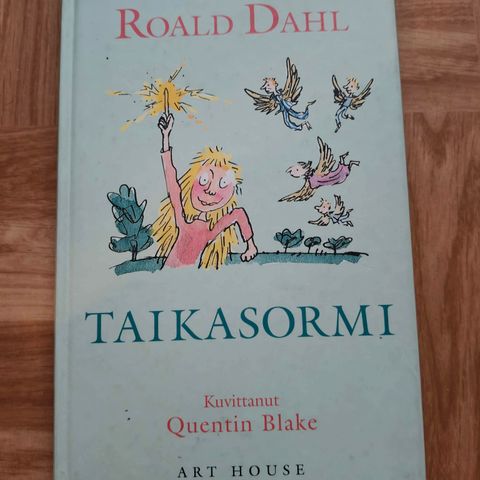 ROALD DAHL
TAIKASORMI
Kuvittanut
Quentin Blake
ART HOUSE